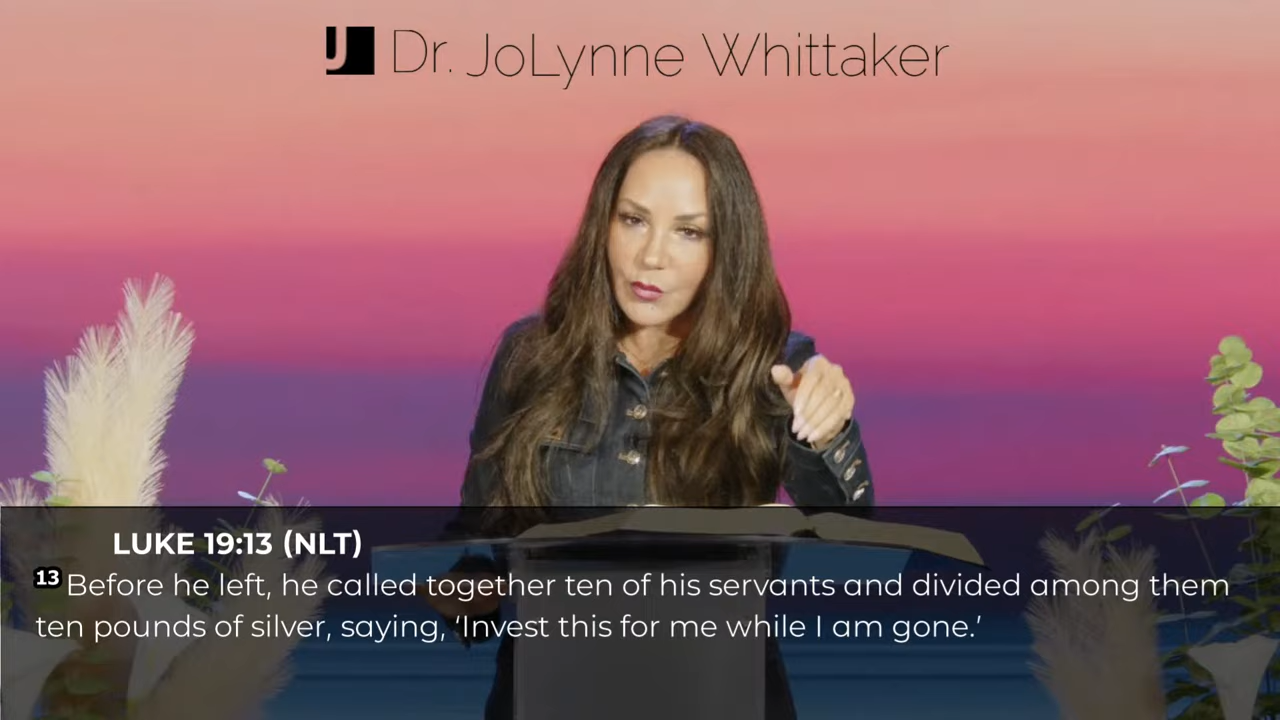 J Dr. JoLynne Whittaker
LUKE 19:13 (NLT)
13 Before he left, he called together ten of his servants and divided among them
ten pounds of silver, saying, ‘Invest this for me while I am gone.’